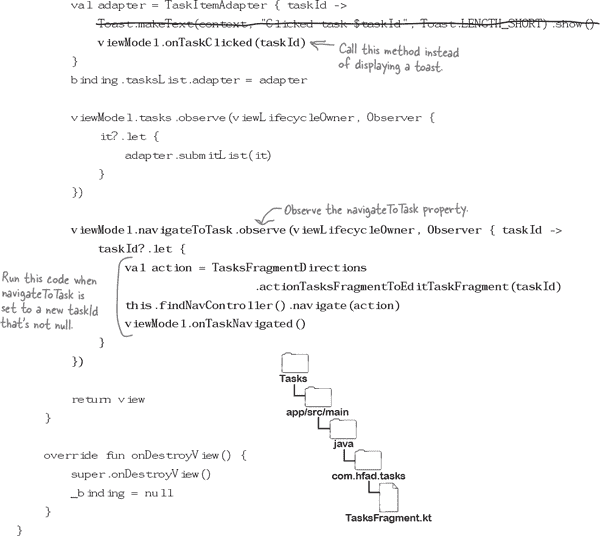 val adapter = TaskItemAdapter { taskId ->
Toast.makeText(context, "Clicked task $taskId", Toast.LENGTH_SHORT).show()
viewModel.onTaskClicked(taskId)
Call this method instead
of displaying a toast.
}
binding.tasksList.adapter = adapter
viewModel.tasks.observe(viewLifecycleOwner, Observer {
it?.let {
adapter.submitList(it)
}
})
Observe the navigateToTask property.
viewModel.navigateToTask.observe(viewLifecycleOwner, Observer { taskId ->
taskId?.let {
Run this code when
navigateToTask is
set to a new taskId
that's not null.
val action = TasksFragmentDirections
.actionTasksFragmentToEditTaskFragment(taskId)
this.findNavController().navigate(action)
viewModel.onTaskNavigated()
}
})
return view
}
override fun onDestroyView() {
super.onDestroyView()
_binding = null
}
}
Tasks
app/src/main
java
com.hfad.tasks
TasksFragment.kt